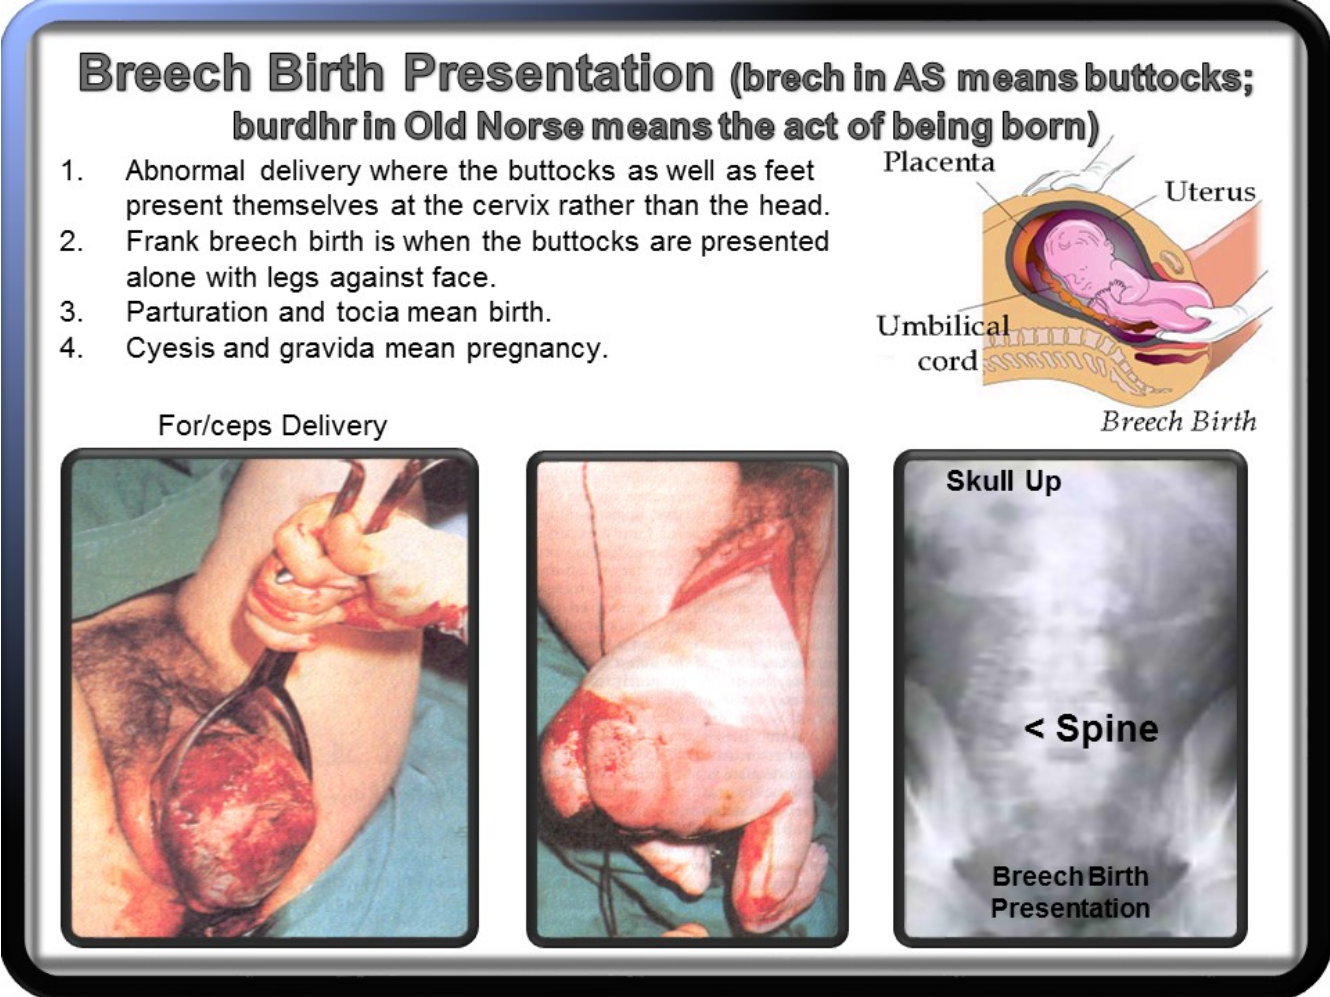 Breech Birth Presentation (brech in AS means buttocks;
burdhr in Old Norse means the act of being born)
1. Abnormal delivery where the buttocks as well as feet
present themselves at the cervix rather than the head.
2. Frank breech birth is when the buttocks are presented
alone with legs against face.
3. Parturation and tocia mean birth.
4. Cyesis and gravida mean pregnancy.
Placenta
Uterus
Umbilical
cord
Breech Birth
For/ceps Delivery
Skull Up
< Spine
Breech Birth
Presentation